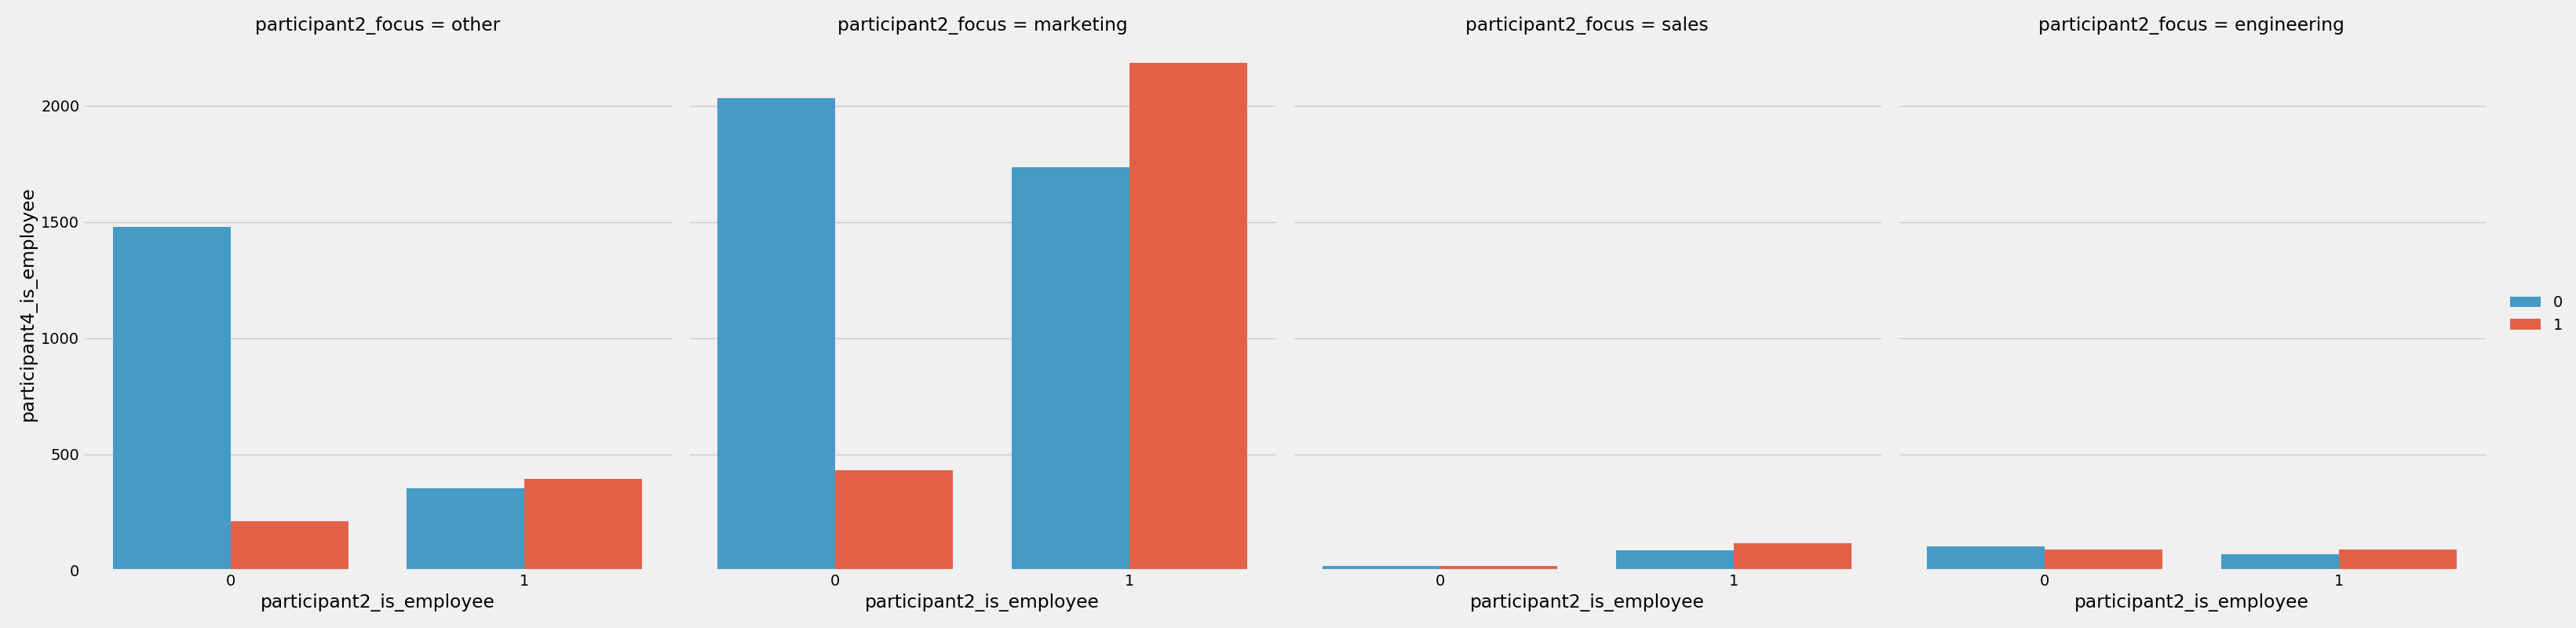 participant2_focus = other
participant2_focus = marketing
participant2_focus = sales
participant2_focus = engineering
participant4_is_employee
2000
1500
1000
500
0
0
1
0
1
0
1
0
1
participant2_is_employee
participant2_is_employee
participant2_is_employee
participant2_is_employee
0
1